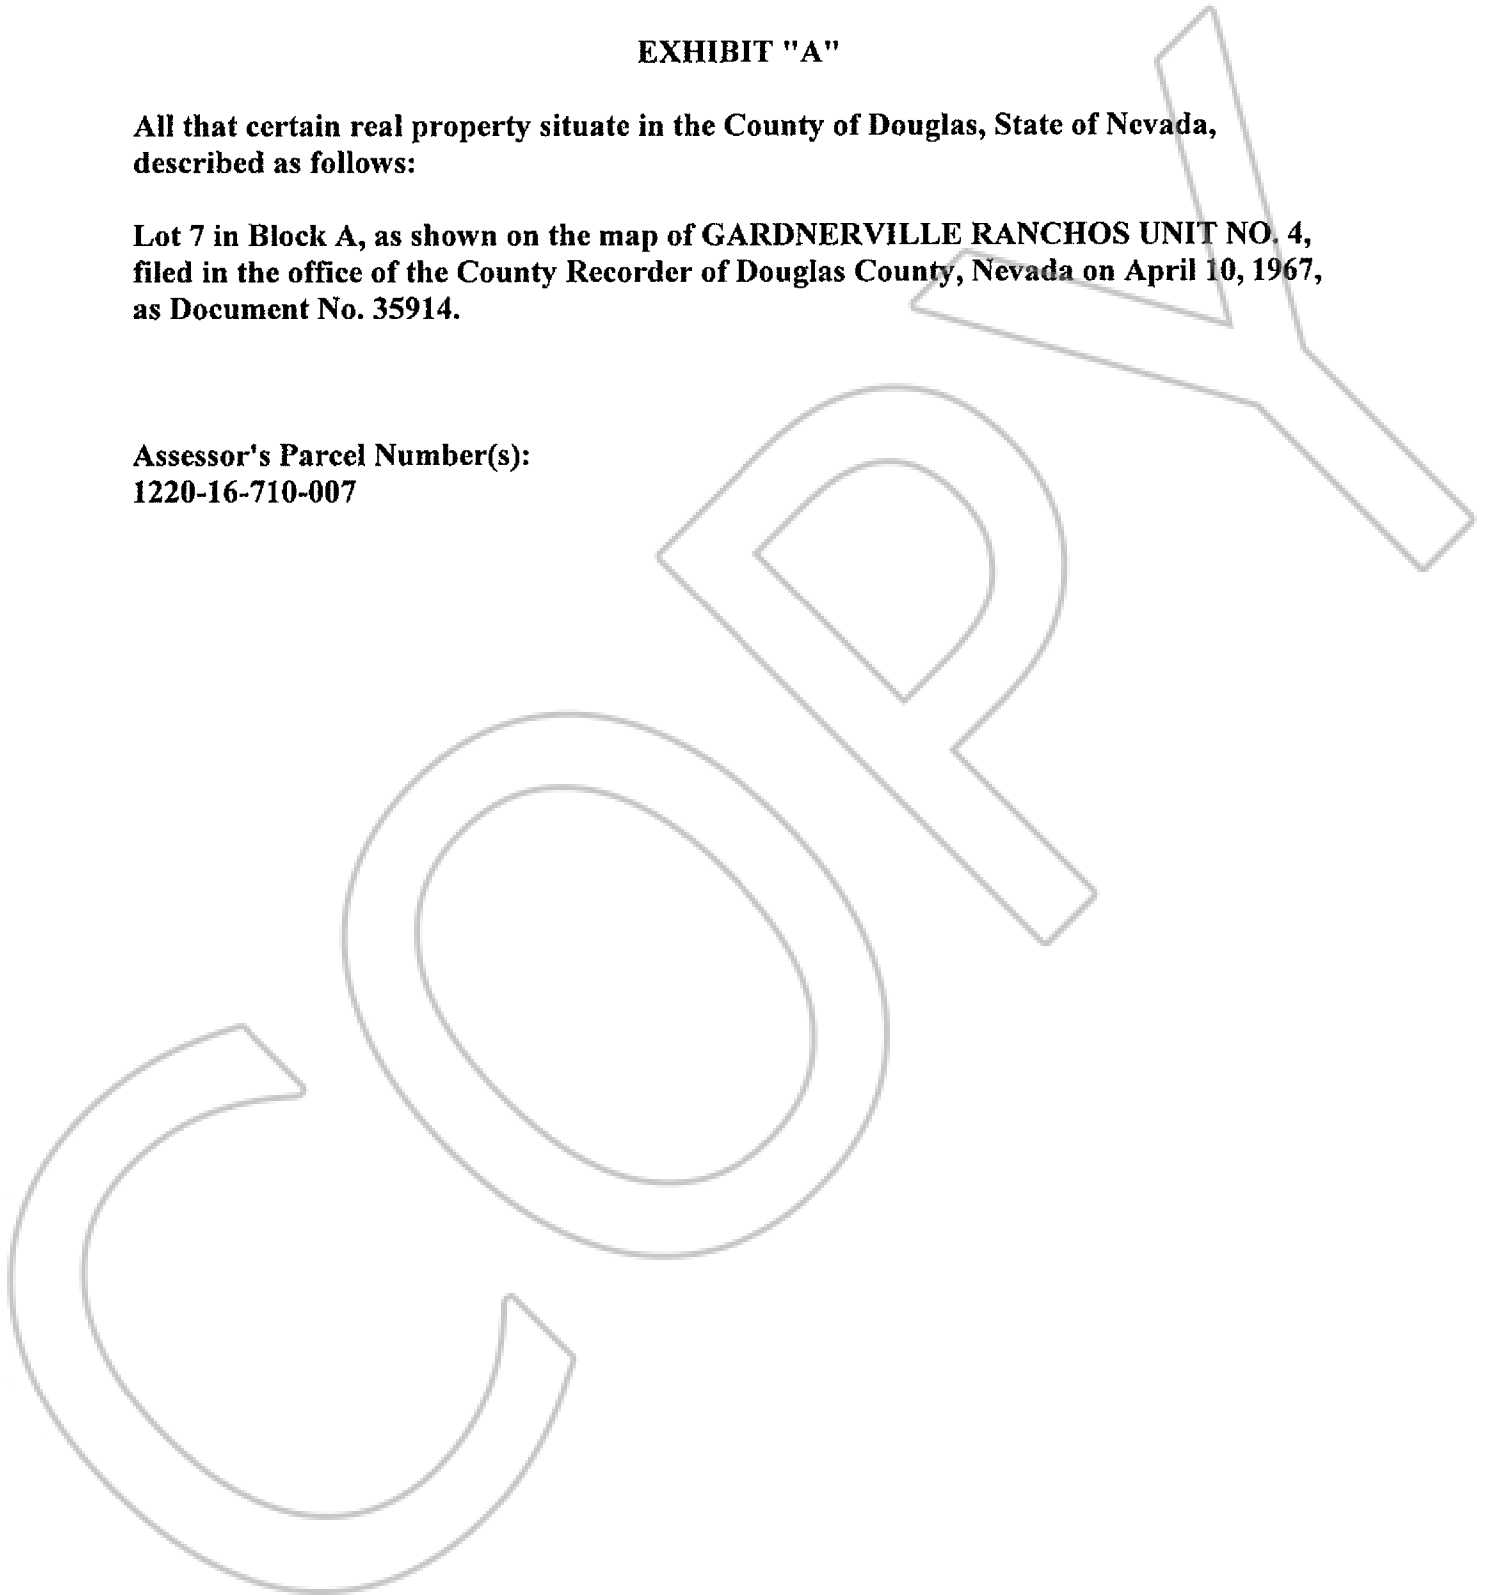 EXHIBIT "A"
All that certain real property situate in the County of Douglas, State of Nevada,
described as follows:
Lot 7 in Block A, as shown on the map of GARDNERVILLE RANCHOS UNIT NO. 4,
filed in the office of the County Recorder of Douglas County, Nevada on April 10, 1967,
as Document No. 35914.
Assessor's Parcel Number(s):
1220-16-710-007
COPY